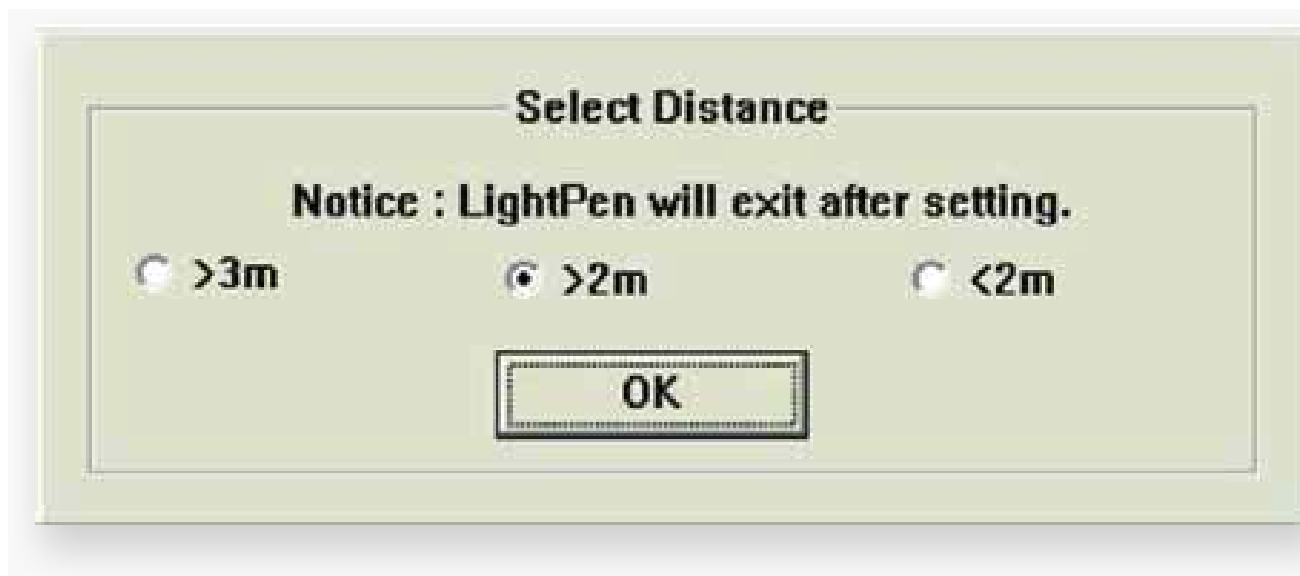 Select Distance
Notice : LightPen will exit after setting.
>3m >2m <2m
OK